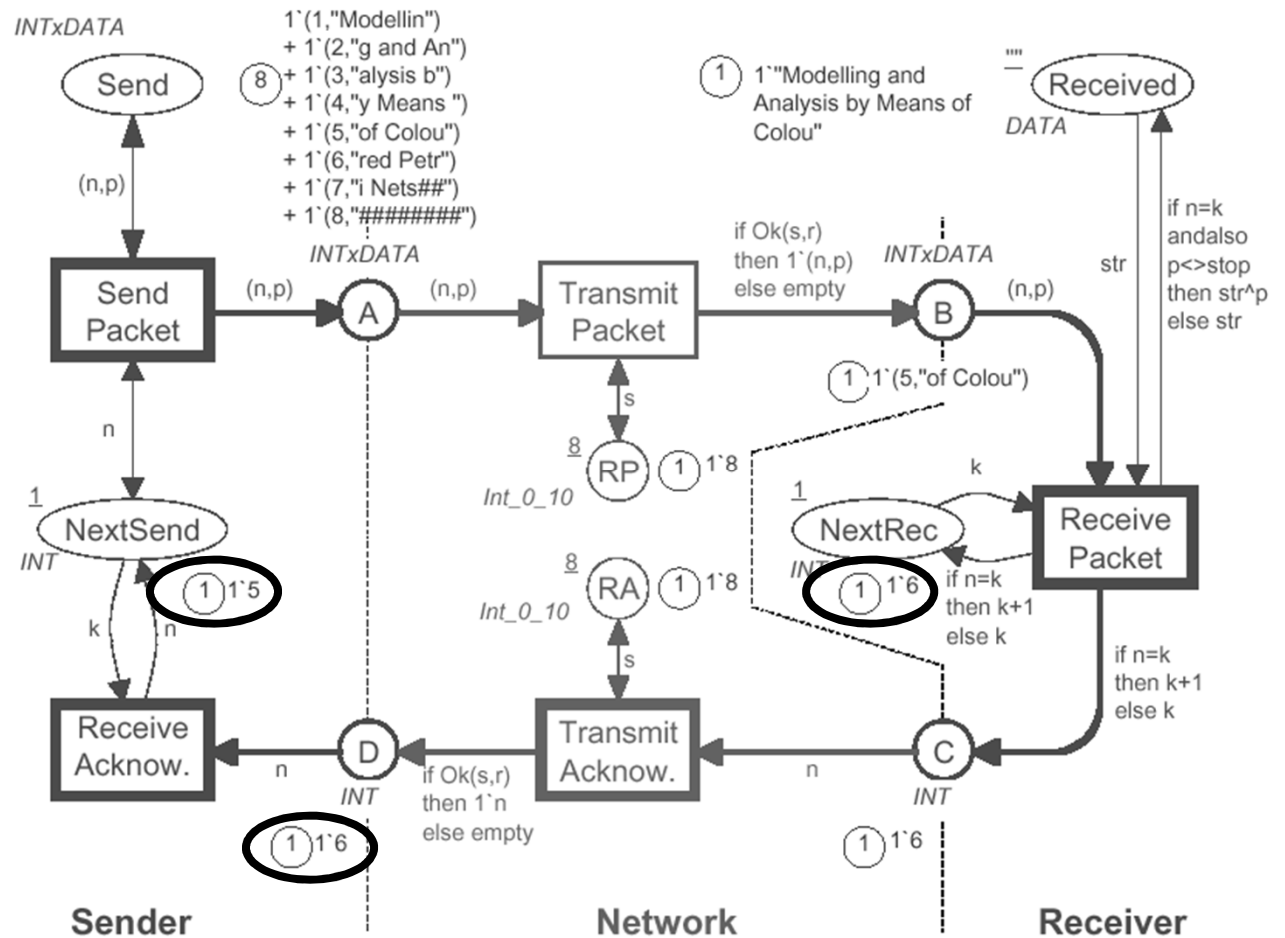 INTxDATA
Send
8
1`(1,"Modellin")
+ 1`(2,"g and An")
+ 1`(3,"alysis b")
+ 1`(4,"y Means ")
+ 1`(5,"of Colou")
+ 1`(6,"red Petr")
+ 1`(7,"i Nets##")
+ 1`(8,"########")
1
1`"Modelling and
Analysis by Means of
Colou"
""
Received
DATA
(n,p)
Send
Packet
(n,p)
INTxDATA
A
(n,p)
Transmit
Packet
if Ok(s,r)
then 1`(n,p)
else empty
INTxDATA
B
(n,p)
str
if n=k
andalso
p<>stop
then str^p
else str
1
1`(5,"of Colou")
n
s
8
RP
1
1`8
Int_0_10
1
NextSend
INT
1
1`5
k
n
8
RA
1
1`8
Int_0_10
s
1
NextRec
INT
1
1`6
k
if n=k
then k+1
else k
Receive
Packet
if n=k
then k+1
else k
Receive
Acknow.
n
D
INT
1
1`6
if Ok(s,r)
then 1`n
else empty
Transmit
Acknow.
n
C
INT
1
1`6
Sender
Network
Receiver